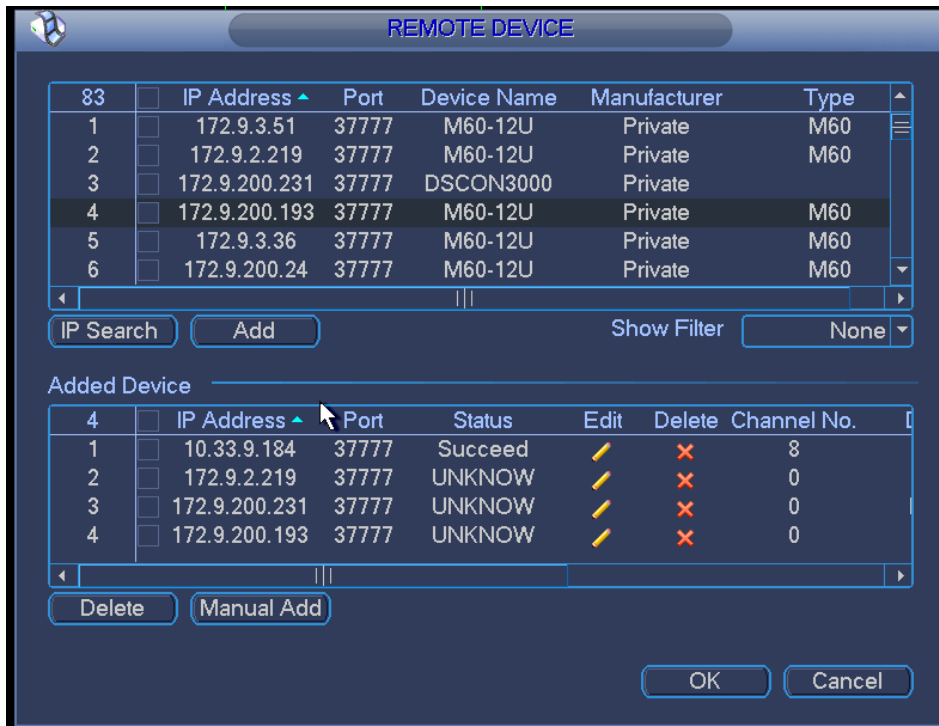 REMOTE DEVICE
83 IP Address Port Device Name Manufacturer Type
1 172.9.3.51 37777 M60-12U Private M60
2 172.9.2.219 37777 M60-12U Private M60
3 172.9.200.231 37777 DSCON3000 Private
4 172.9.200.193 37777 M60-12U Private M60
5 172.9.3.36 37777 M60-12U Private M60
6 172.9.200.24 37777 M60-12U Private M60
IP Search Add Show Filter None
Added Device
4 IP Address Port Status Edit Delete Channel No.
1 10.33.9.184 37777 Succeed 8
2 172.9.2.219 37777 UNKNOW 0
3 172.9.200.231 37777 UNKNOW 0
4 172.9.200.193 37777 UNKNOW 0
Delete Manual Add
OK Cancel